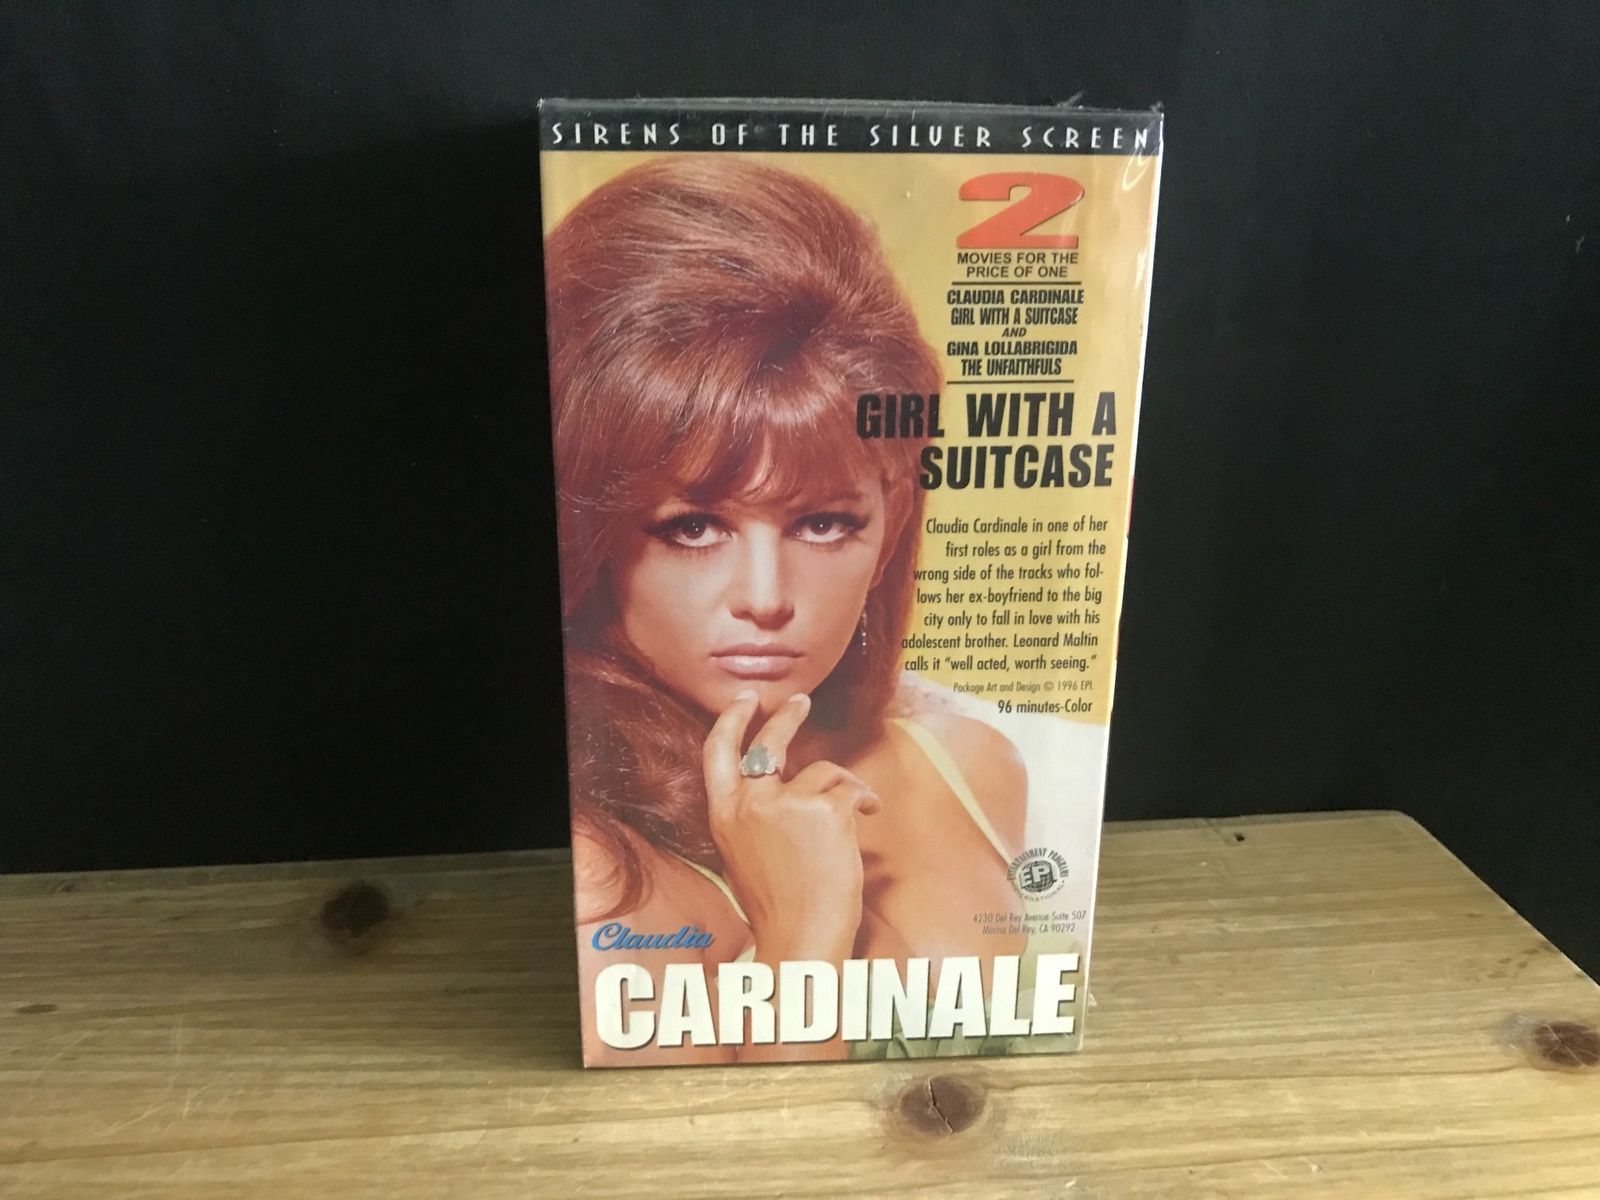 SIRENS OF THE SILVER SCREEN
2
MOVIES FOR THE
PRICE OF ONE
CLAUDIA CARDINALE
GIRL WITH A SUITCASE
AND
GINA LOLLABRIGIDA
THE UNFAITHFULS
GIRL WITH A
SUITCASE
Claudia Cardinale in one of her
first roles as a girl from the
wrong side of the tracks who fol-
lows her ex-boyfriend to the big
city only to fall in love with his
adolescent brother. Leonard Maltin
calls it "well acted, worth seeing."
Package Art and Design © 1996 EPI.
96 minutes-Color
ENTERTAINMENT PROGRAMS
EPI
INTERNATIONAL
4230 Del Rey Avenue Suite 507
Marina Del Rey, CA 90292
Claudia
CARDINALE